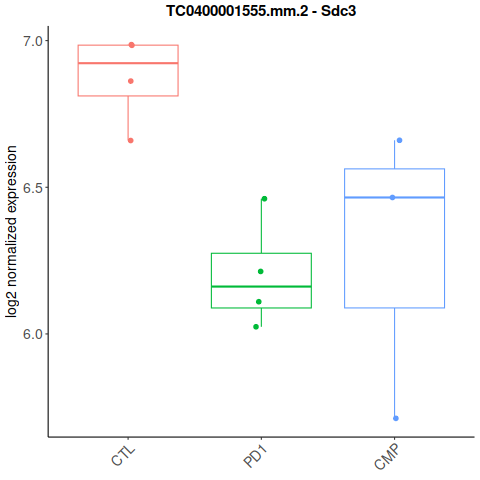 TC0400001555.mm.2 - Sdc3
log2 normalized expression
7.0
6.5
6.0
CTL
PD1
CMP